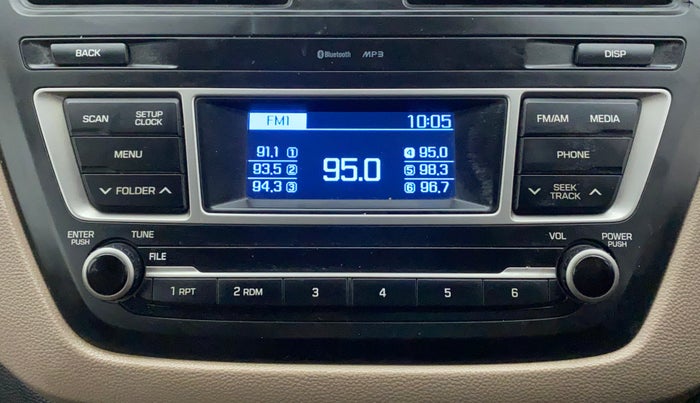 BACK
Bluetooth MP3
DISP
SCAN
SETUP
CLOCK
MENU
FOLDER
FM1 10:05
91.1 1
93.5 2
94.3 3
95.0
4 95.0
5 98.3
6 96.7
FM/AM MEDIA
PHONE
SEEK
TRACK
ENTER
PUSH
TUNE
FILE
VOL
POWER
PUSH
1 RPT 2 RDM 3 4 5 6